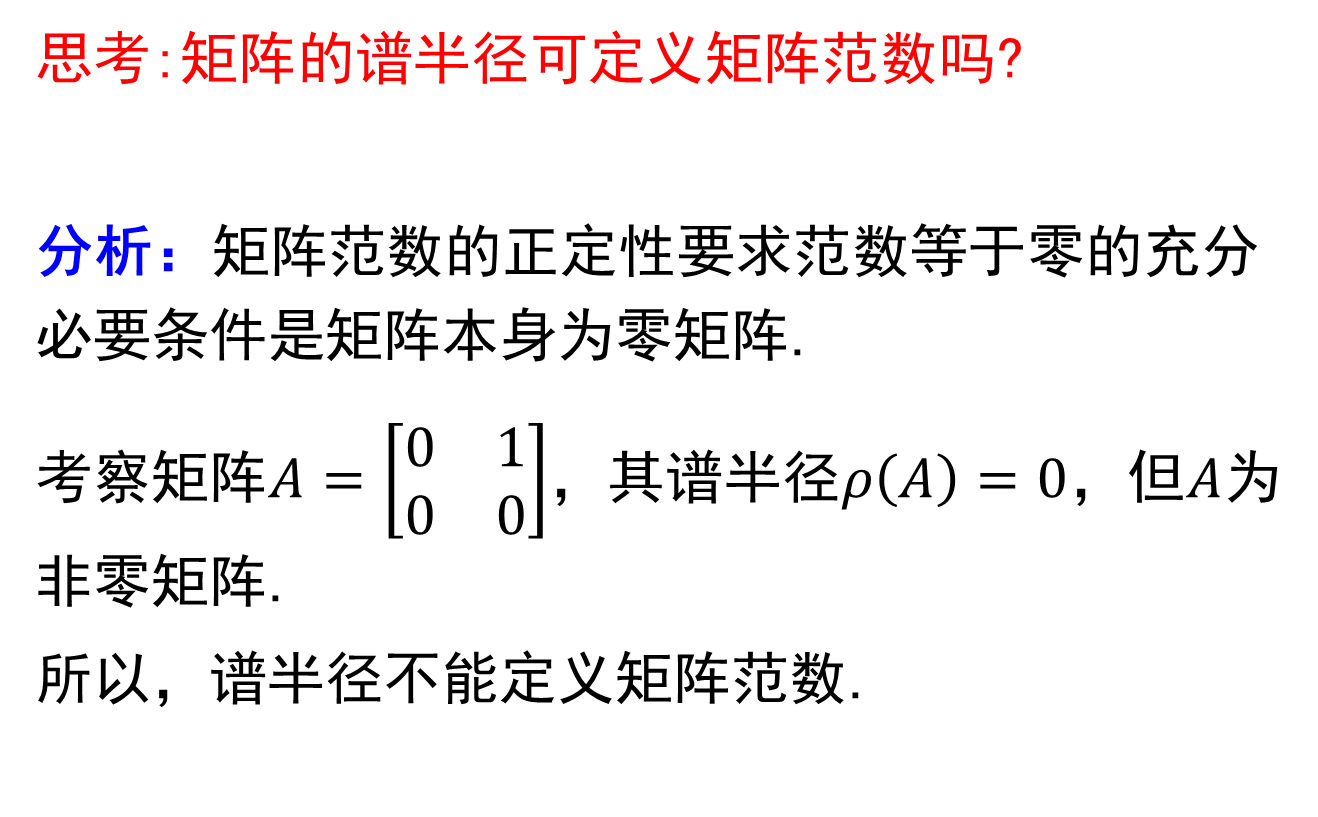 思考:矩阵的谱半径可定义矩阵范数吗?
分析：矩阵范数的正定性要求范数等于零的充分
必要条件是矩阵本身为零矩阵.
考察矩阵A = [0 1; 0 0]，其谱半径ρ(A) = 0，但A为
非零矩阵.
所以，谱半径不能定义矩阵范数.